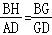 BH/AD = BG/GD